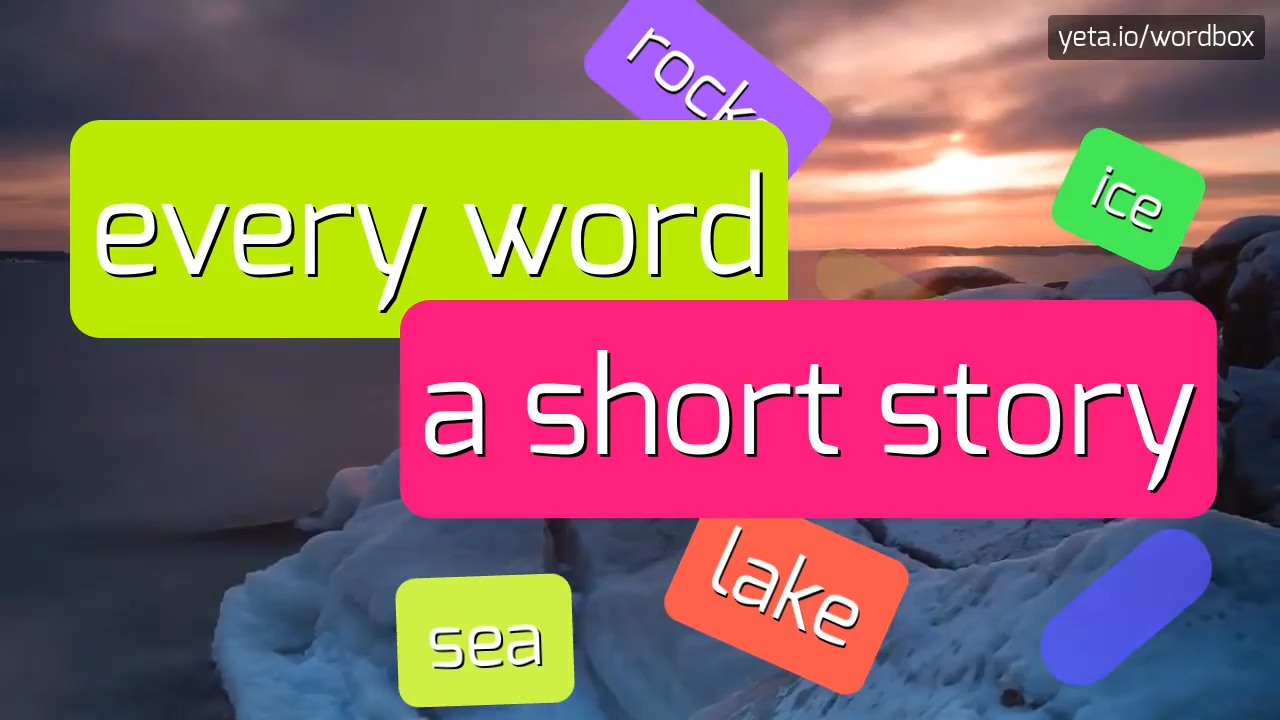 yeta.io/wordbox
every word
ice
a short story
lake
sea